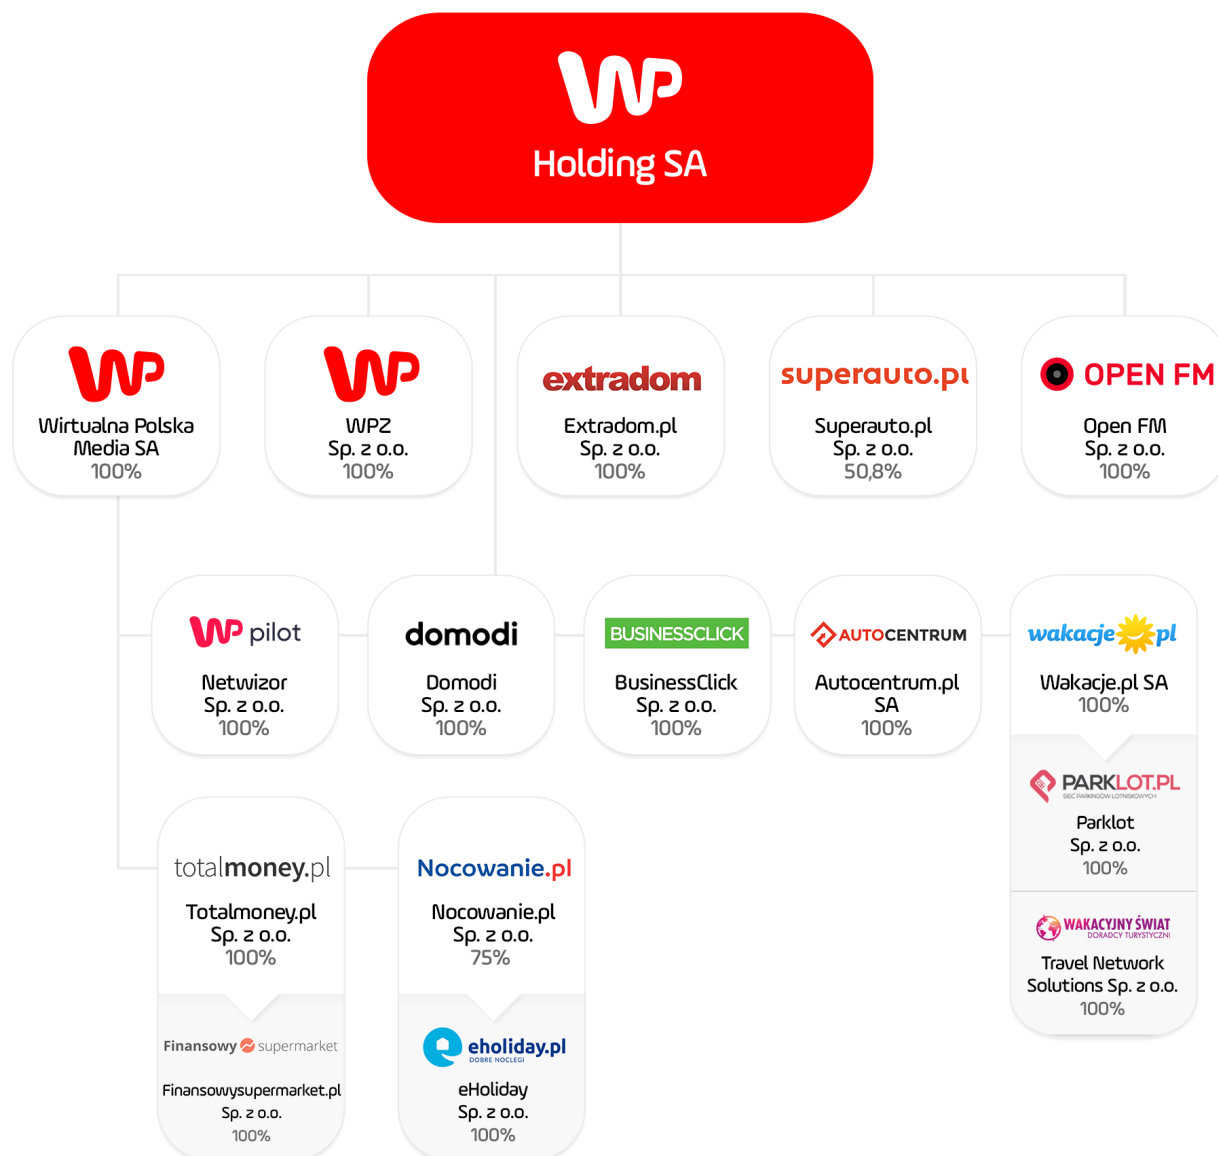 WP
Holding SA
WP
Wirtualna Polska
Media SA
100%
WP
WPZ
Sp. z o.o.
100%
extradom
Extradom.pl
Sp. z o.o.
100%
superauto.pl
Superauto.pl
Sp. z o.o.
50,8%
OPEN FM
Open FM
Sp. z o.o.
100%
WP pilot
Netwizor
Sp. z o.o.
100%
domodi
Domodi
Sp. z o.o.
100%
BUSINESSCLICK
BusinessClick
Sp. z o.o.
100%
AUTOCENTRUM
Autocentrum.pl
SA
100%
wakacje.pl
Wakacje.pl SA
100%
PARKLOT.PL
SIEĆ PARKINGÓW LOTNISKOWYCH
Parklot
Sp. z o.o.
100%
WAKACYJNY ŚWIAT
DORADCY TURYSTYCZNI
Travel Network
Solutions Sp. z o.o.
100%
totalmoney.pl
Totalmoney.pl
Sp. z o.o.
100%
Finansowy supermarket
Finansowysupermarket.pl
Sp. z o.o.
100%
Nocowanie.pl
Nocowanie.pl
Sp. z o.o.
75%
eholiday.pl
DOBRE NOCLEGI
eHoliday
Sp. z o.o.
100%